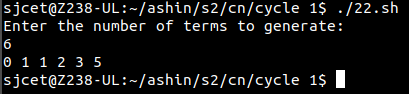 sjcet@Z238-UL:~/ashin/s2/cn/cycle 1$ ./22.sh
Enter the number of terms to generate:
6
0 1 1 2 3 5
sjcet@Z238-UL:~/ashin/s2/cn/cycle 1$